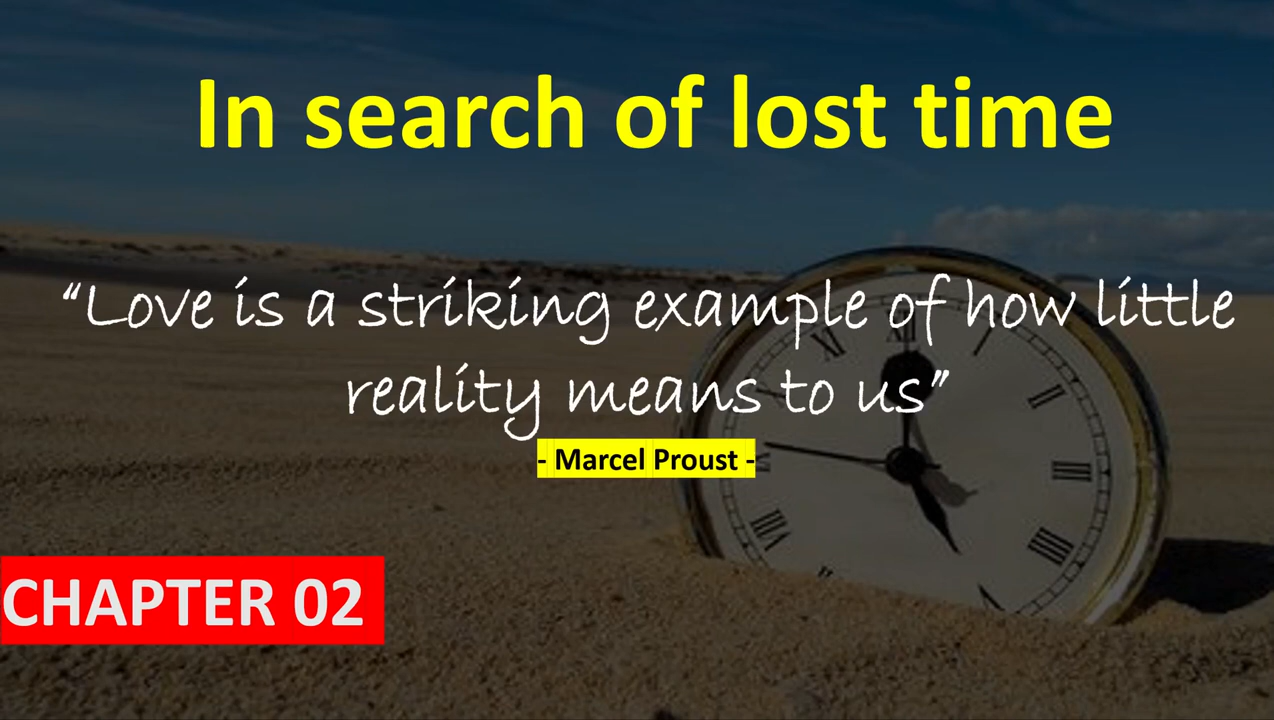 In search of lost time
“Love is a striking example of how little
reality means to us”
- Marcel Proust -
CHAPTER 02